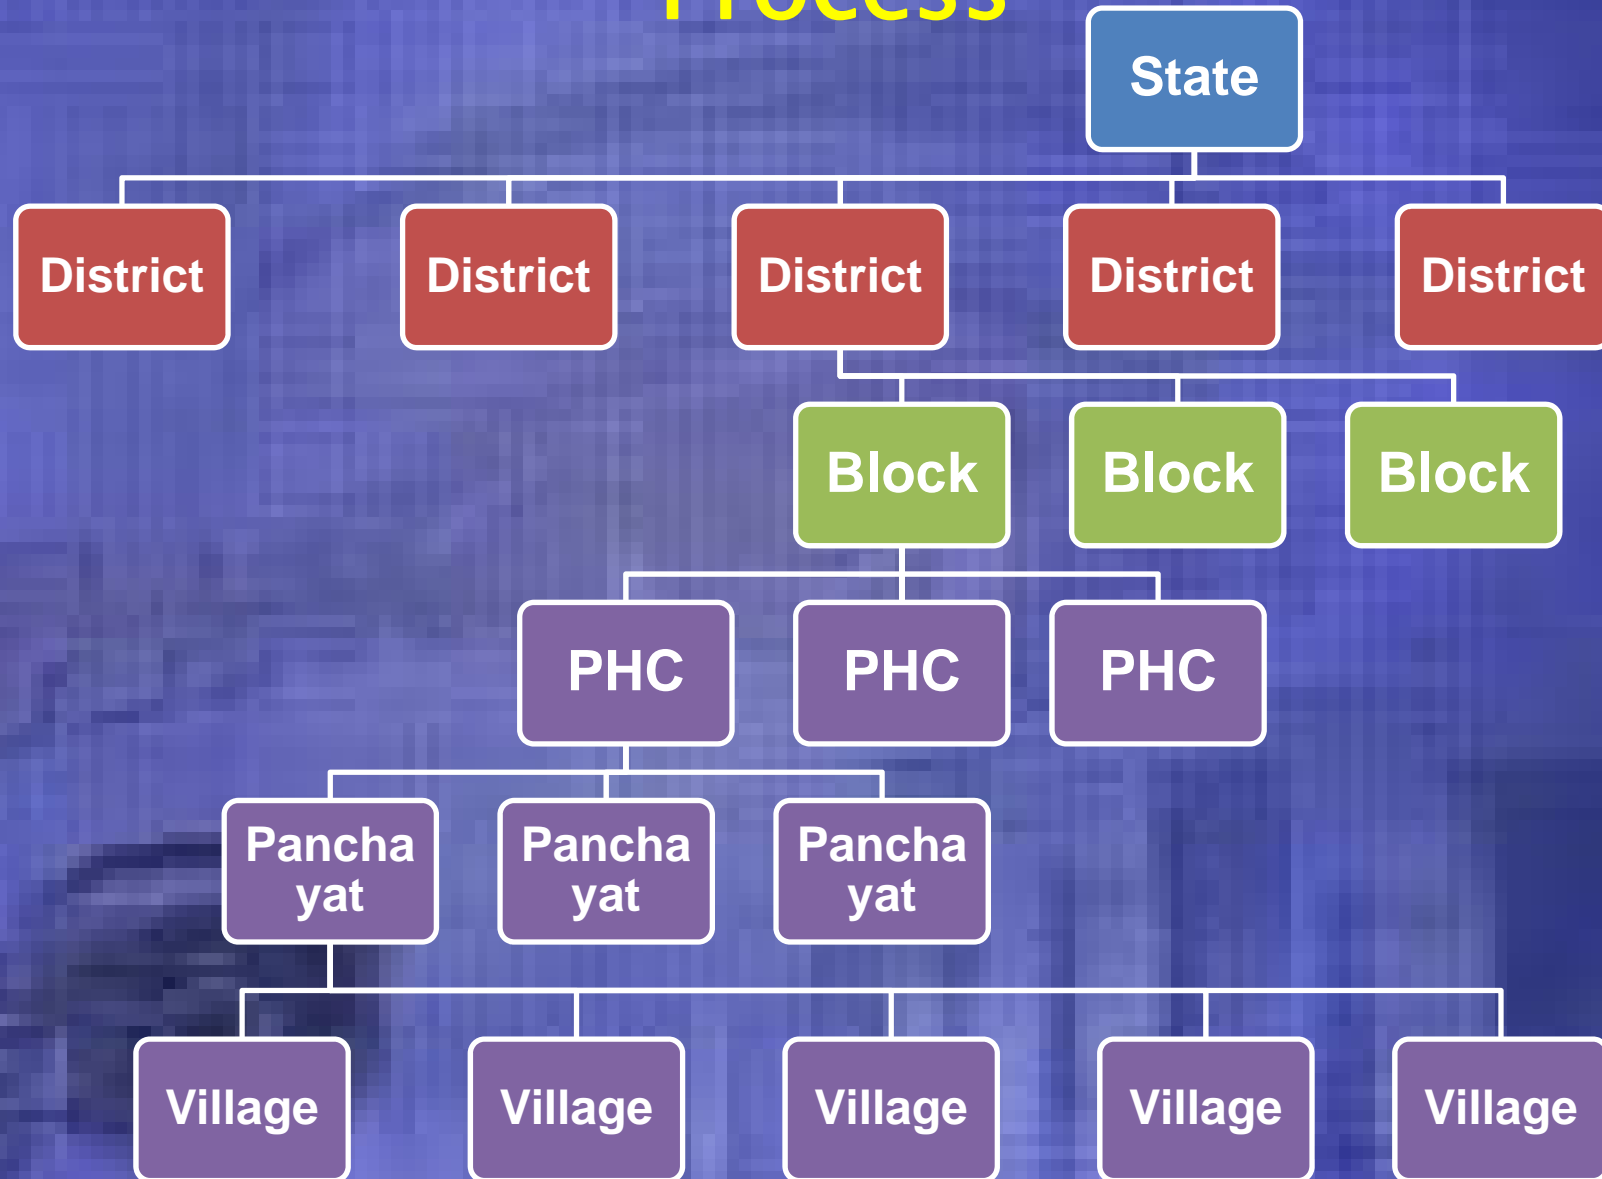 Process
State
District
District
District
District
District
Block
Block
Block
PHC
PHC
PHC
Pancha
yat
Pancha
yat
Pancha
yat
Village
Village
Village
Village
Village